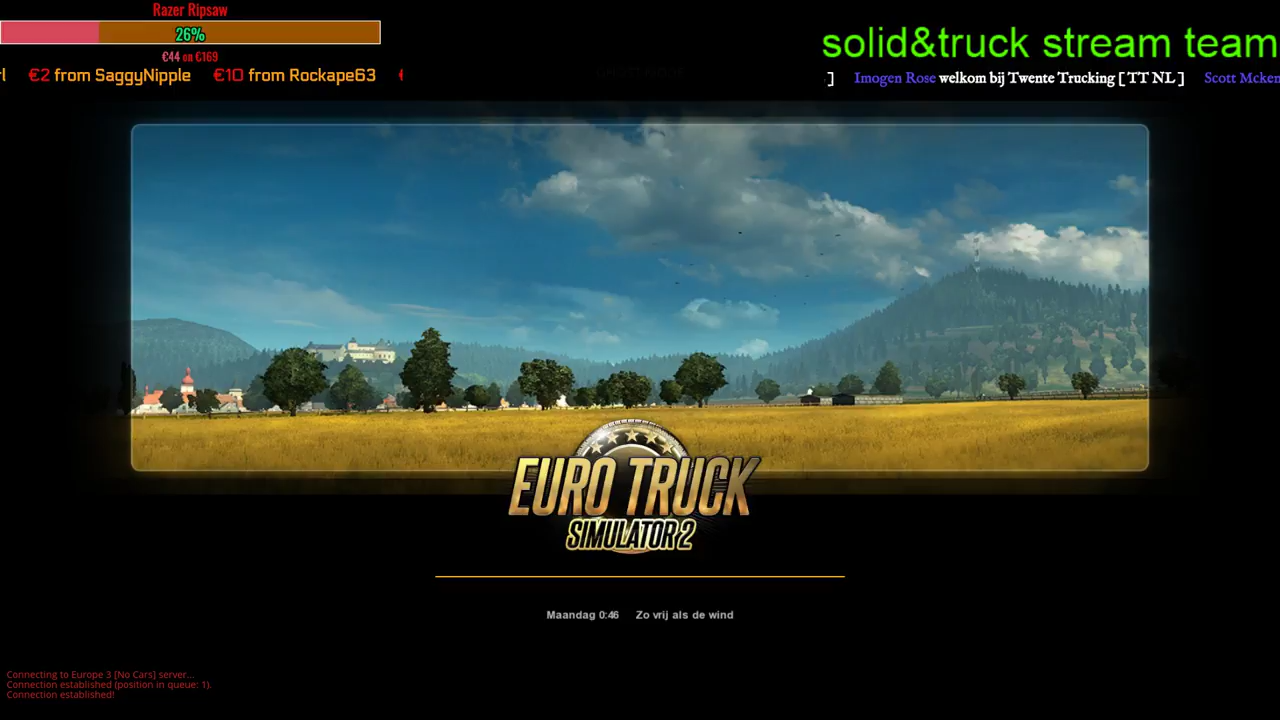 Razer Ripsaw
26%
€44 on €169
rl €2 from SaggyNipple €10 from Rockape63
solid&truck stream team
] Imogen Rose welkom bij Twente Trucking [ TT NL ] Scott Mcken
EURO TRUCK
SIMULATOR 2
Maandag 0:46 Zo vrij als de wind
Connecting to Europe 3 [No Cars] server...
Connection established (position in queue: 1).
Connection established!